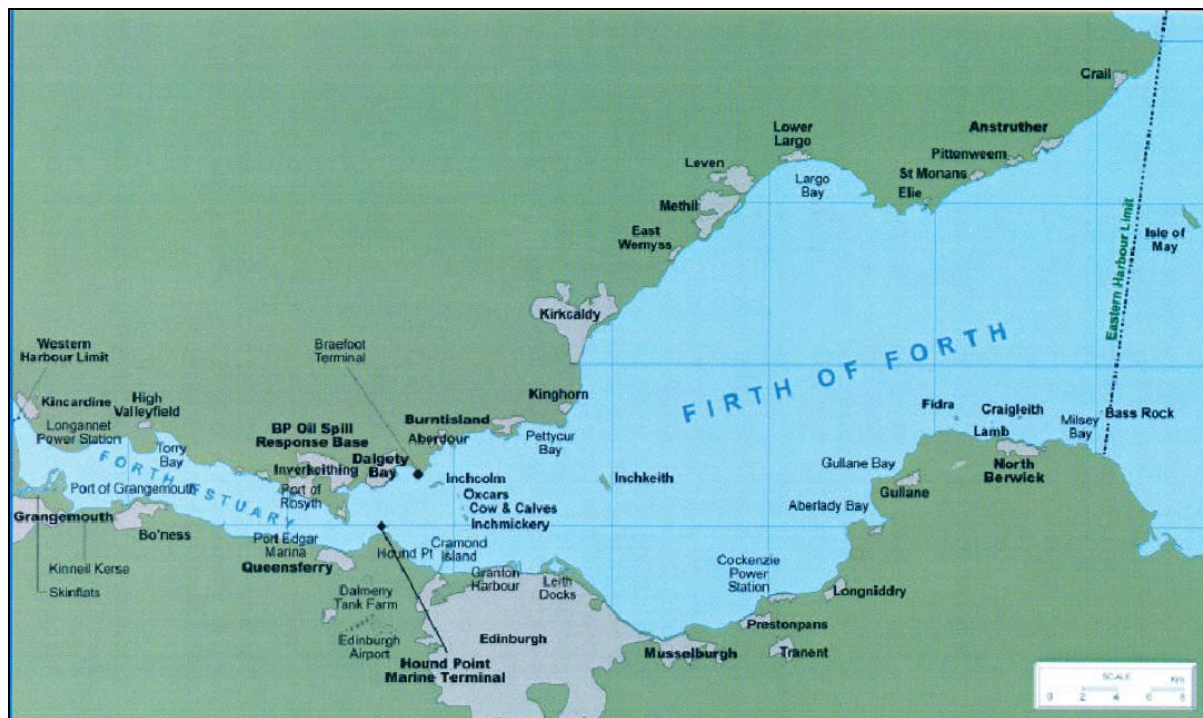 Crail
Lower
Largo
Anstruther
Leven
Pittenweem
Largo
Bay
St Monans
Elie
Methil
East
Wemyss
Isle of
May
Eastern Harbour Limit
Kirkcaldy
Western
Harbour Limit
Braefoot
Terminal
FIRTH OF FORTH
Kincardine
High
Valleyfield
Burntisland
Kinghorn
Fidra
Craigleith
Bass Rock
Longannet
Power Station
BP Oil Spill
Response Base
Aberdour
Pettycur
Bay
Lamb
Milsey
Bay
Torry
Bay
Dalgety
Bay
Inverkeithing
Gullane Bay
North
Berwick
FORTH ESTUARY
Port of Grangemouth
Port of
Rosyth
Inchcolm
Inchkeith
Gullane
Oxcars
Cow & Calves
Inchmickery
Aberlady Bay
Grangemouth
Bo'ness
Port Edgar
Marina
Queensferry
Hound Pt
Cramond
Island
Kinneil Kerse
Skinflats
Granton
Harbour
Leith
Docks
Cockenzie
Power
Station
Longniddry
Dalmeny
Tank Farm
Edinburgh
Airport
Edinburgh
Prestonpans
Musselburgh
Tranent
Hound Point
Marine Terminal
SCALE Km
0 2 4 6 8